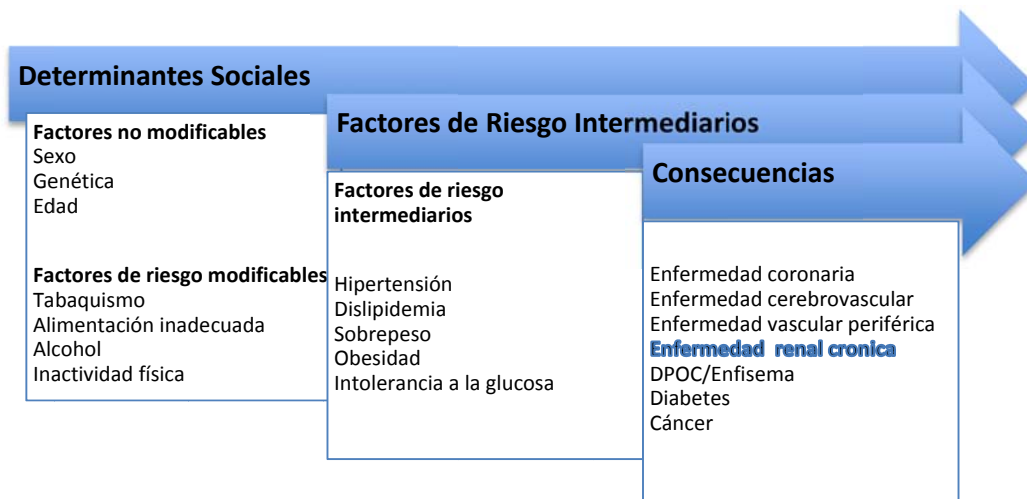 Determinantes Sociales
Factores no modificables
Sexo
Genética
Edad
Factores de riesgo modificables
Tabaquismo
Alimentación inadecuada
Alcohol
Inactividad física
Factores de Riesgo Intermediarios
Factores de riesgo
intermediarios
Hipertensión
Dislipidemia
Sobrepeso
Obesidad
Intolerancia a la glucosa
Consecuencias
Enfermedad coronaria
Enfermedad cerebrovascular
Enfermedad vascular periférica
Enfermedad renal cronica
DPOC/Enfisema
Diabetes
Cáncer